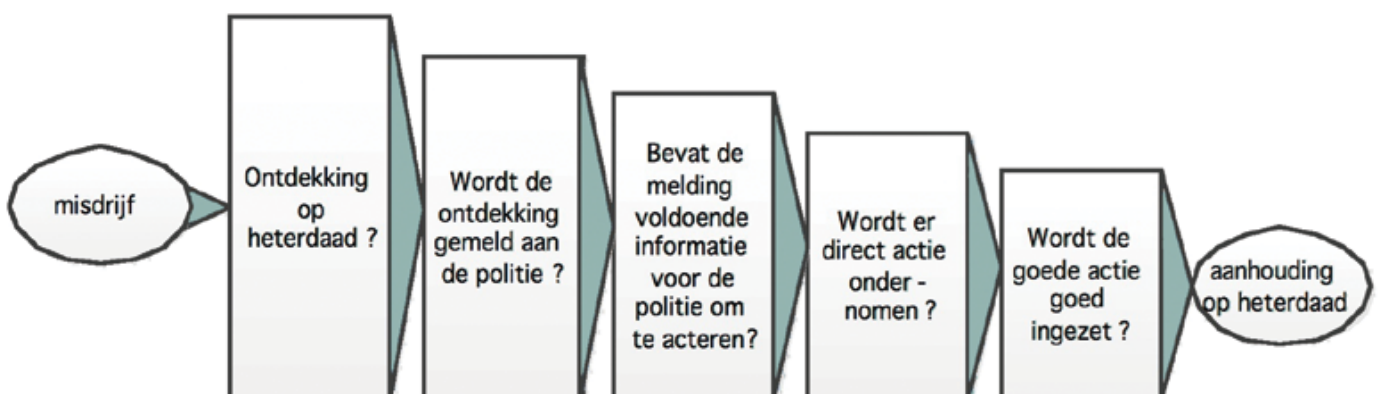 misdrijf
Ontdekking
op
heterdaad ?
Wordt de
ontdekking
gemeld aan
de politie ?
Bevat de
melding
voldoende
informatie
voor de
politie om
te acteren?
Wordt er
direct actie
onder -
nomen ?
Wordt de
goede actie
goed
ingezet ?
aanhouding
op heterdaad